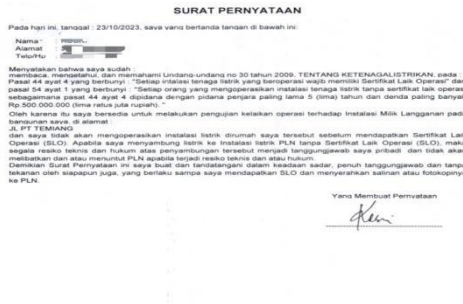 SURAT PERNYATAAN
Pada hari ini, tanggal : 23/10/2023, saya yang bertanda tangan di bawah ini:
Nama :
Alamat :
Telp/Hp :
Menyatakan bahwa saya sudah :
membaca, mengetahui, dan memahami Undang-undang no 30 tahun 2009, TENTANG KETENAGALISTRIKAN, pada :
Pasal 44 ayat 4 yang berbunyi : "Setiap intalasi tenaga listrik yang beroperasi wajib memiliki Sertifikat Laik Operasi" dan
pasal 54 ayat 1 yang berbunyi : "Setiap orang yang mengoperasikan instalasi tenaga listrik tanpa sertifikat laik operasi
sebagaimana pasal 44 ayat 4 dipidana dengan pidana penjara paling lama 5 (lima) tahun dan denda paling banyak
Rp.500.000.000 (lima ratus juta rupiah). "
Oleh karena itu saya bersedia untuk melakukan pengujian kelaikan operasi terhadap Instalasi Milik Langganan pada
bangunan saya. di alamat :
JL PT TEMIANG
dan saya tidak akan mengoperasikan instalasi listrik dirumah saya tersebut sebelum mendapatkan Sertifikat Laik
Operasi (SLO). Apabila saya menyambung listrik ke Instalasi listrik PLN tanpa Sertifikat Laik Operasi (SLO), maka
segala resiko teknis dan hukum atas penyambungan tersebut menjadi tanggungjawab saya pribadi dan tidak akan
melibatkan dan atau menuntut PLN apabila terjadi resiko teknis dan atau hukum.
Demikian Surat Pernyataan ini saya buat dan tandatangani dalam keadaan sadar, penuh tanggungjawab dan tanpa
tekanan oleh siapapun juga, yang berlaku sampa saya mendapatkan SLO dan menyerahkan salinan atau fotokopinya
ke PLN.
Yang Membuat Pernyataan